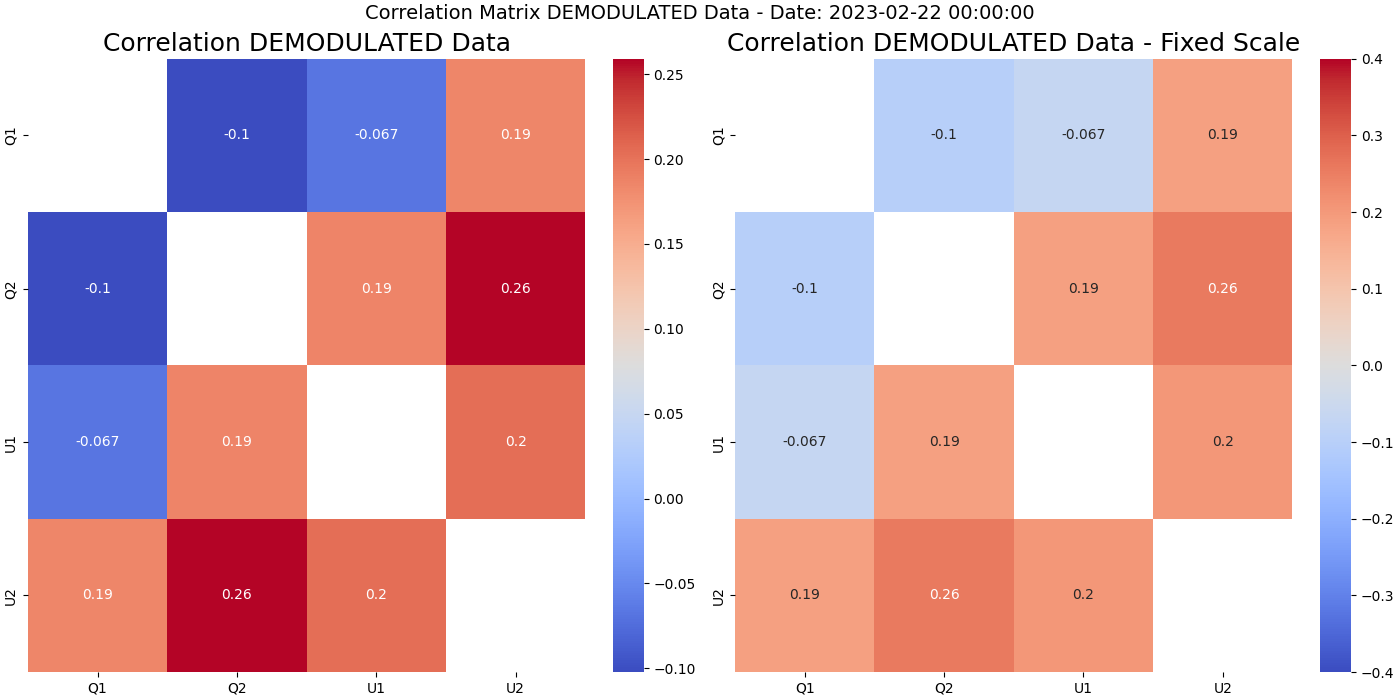 Correlation Matrix DEMODULATED Data - Date: 2023-02-22 00:00:00
Correlation DEMODULATED Data
Q1
-0.1
-0.067
0.19
Q2
-0.1
0.19
0.26
U1
-0.067
0.19
0.2
U2
0.19
0.26
0.2
Q1
Q2
U1
U2
0.25
0.20
0.15
0.10
0.05
0.00
−0.05
−0.10
Correlation DEMODULATED Data - Fixed Scale
Q1
-0.1
-0.067
0.19
Q2
-0.1
0.19
0.26
U1
-0.067
0.19
0.2
U2
0.19
0.26
0.2
Q1
Q2
U1
U2
0.4
0.3
0.2
0.1
0.0
−0.1
−0.2
−0.3
−0.4